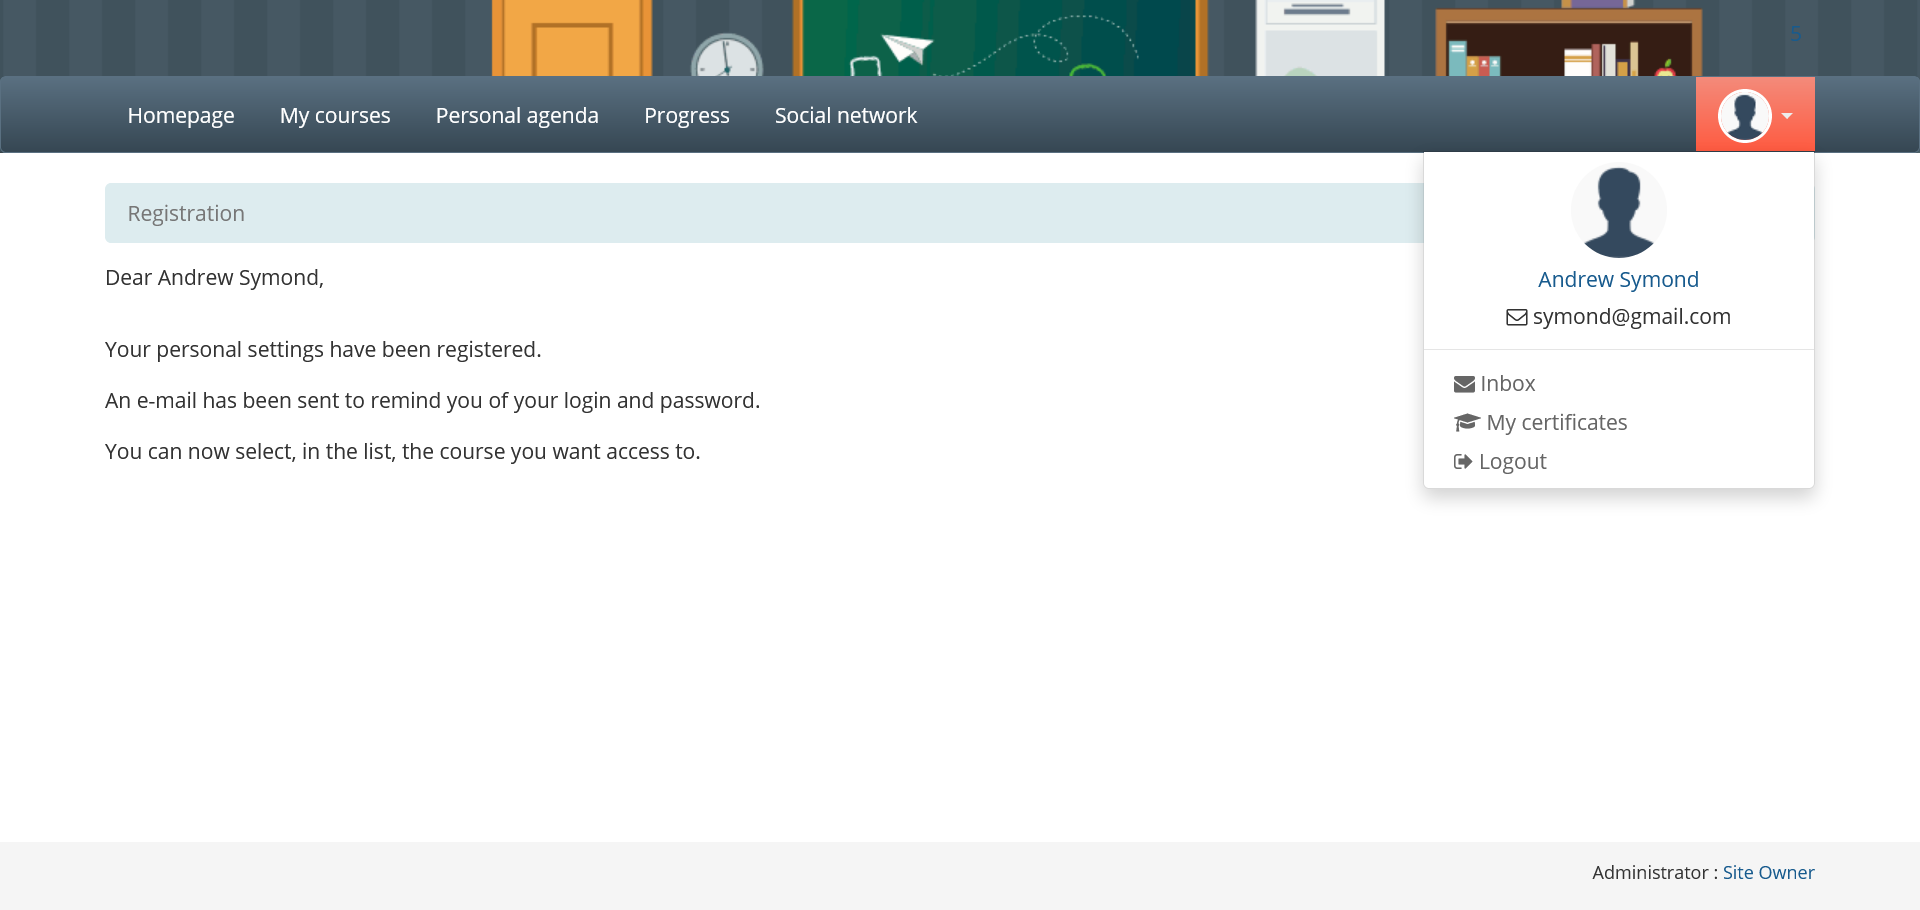 5
Homepage My courses Personal agenda Progress Social network
Registration
Dear Andrew Symond,
Your personal settings have been registered.
An e-mail has been sent to remind you of your login and password.
You can now select, in the list, the course you want access to.
Andrew Symond
symond@gmail.com
Inbox
My certificates
Logout
Administrator : Site Owner